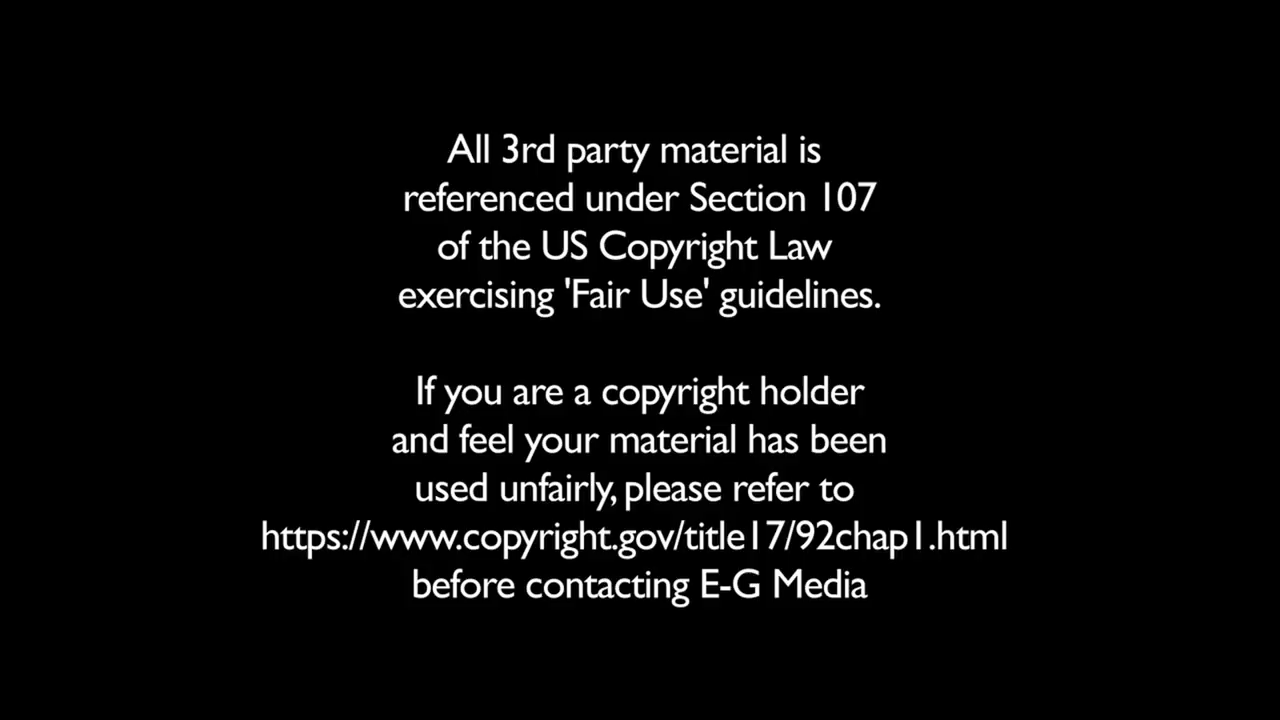 All 3rd party material is
referenced under Section 107
of the US Copyright Law
exercising 'Fair Use' guidelines.
If you are a copyright holder
and feel your material has been
used unfairly, please refer to
https://www.copyright.gov/title17/92chap1.html
before contacting E-G Media